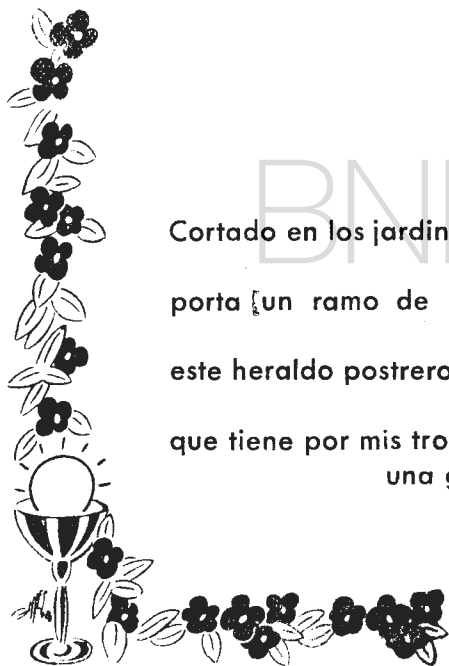 BN
Cortado en los jardin
porta [un ramo de
este heraldo postrero
que tiene por mis tro
una g